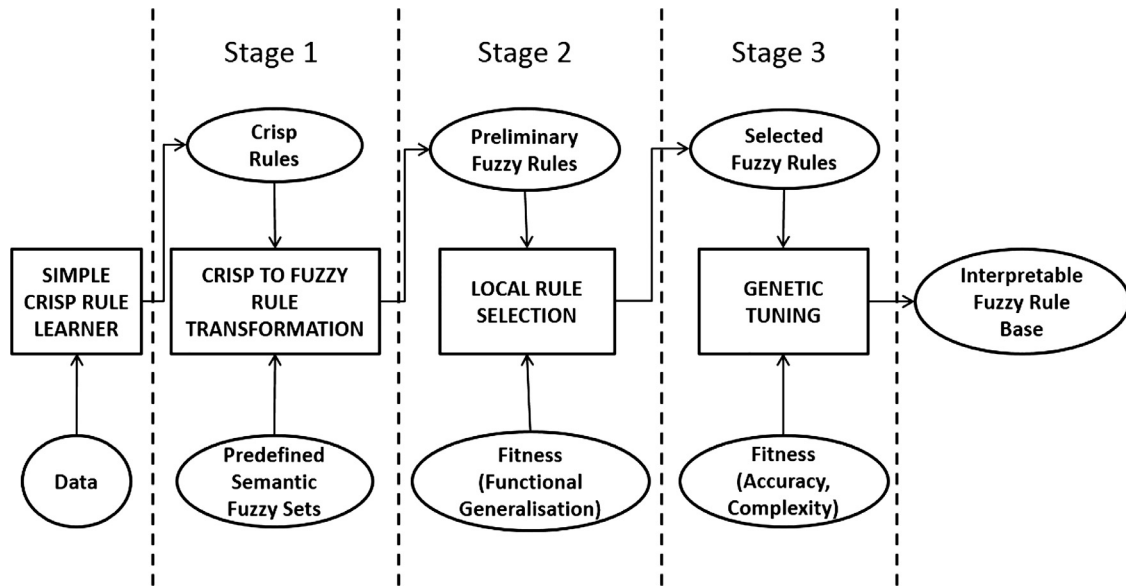 Stage 1
Stage 2
Stage 3
Crisp
Rules
Preliminary
Fuzzy Rules
Selected
Fuzzy Rules
SIMPLE
CRISP RULE
LEARNER
CRISP TO FUZZY
RULE
TRANSFORMATION
LOCAL RULE
SELECTION
GENETIC
TUNING
Interpretable
Fuzzy Rule
Base
Data
Predefined
Semantic
Fuzzy Sets
Fitness
(Functional
Generalisation)
Fitness
(Accuracy,
Complexity)